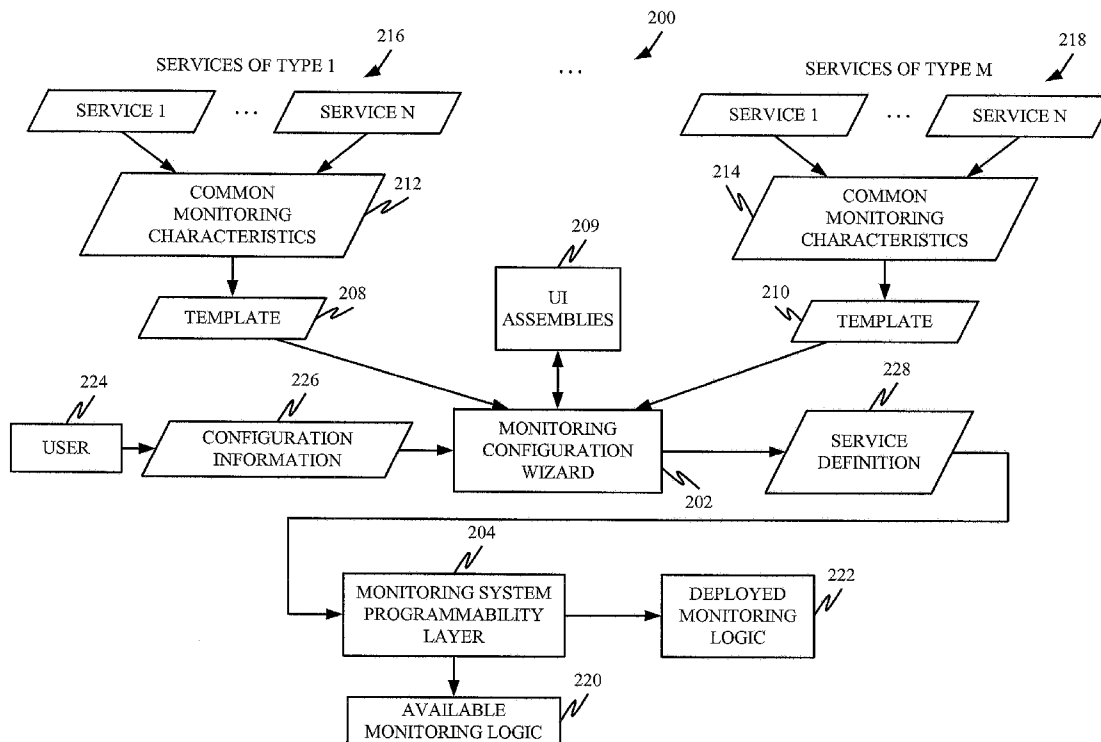 200
216
218
SERVICES OF TYPE 1
...
SERVICES OF TYPE M
SERVICE 1
...
SERVICE N
SERVICE 1
...
SERVICE N
212
214
COMMON
MONITORING
CHARACTERISTICS
COMMON
MONITORING
CHARACTERISTICS
209
208
210
TEMPLATE
UI
ASSEMBLIES
TEMPLATE
224
226
228
USER
CONFIGURATION
INFORMATION
MONITORING
CONFIGURATION
WIZARD
SERVICE
DEFINITION
202
204
222
MONITORING SYSTEM
PROGRAMMABILITY
LAYER
DEPLOYED
MONITORING
LOGIC
220
AVAILABLE
MONITORING LOGIC